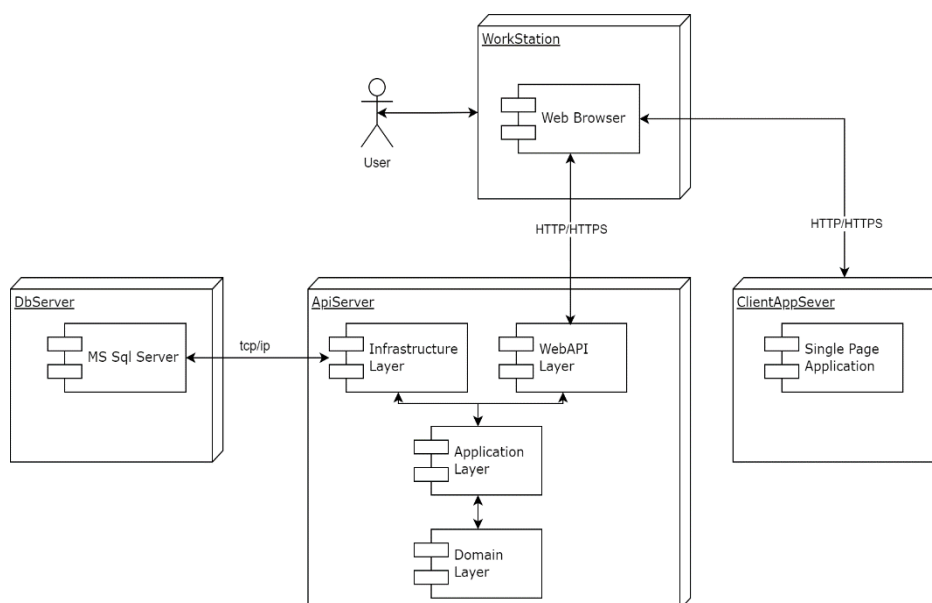 WorkStation
Web Browser
User
HTTP/HTTPS
HTTP/HTTPS
DbServer
MS Sql Server
tcp/ip
ApiServer
Infrastructure
Layer
WebAPI
Layer
Application
Layer
Domain
Layer
ClientAppSever
Single Page
Application